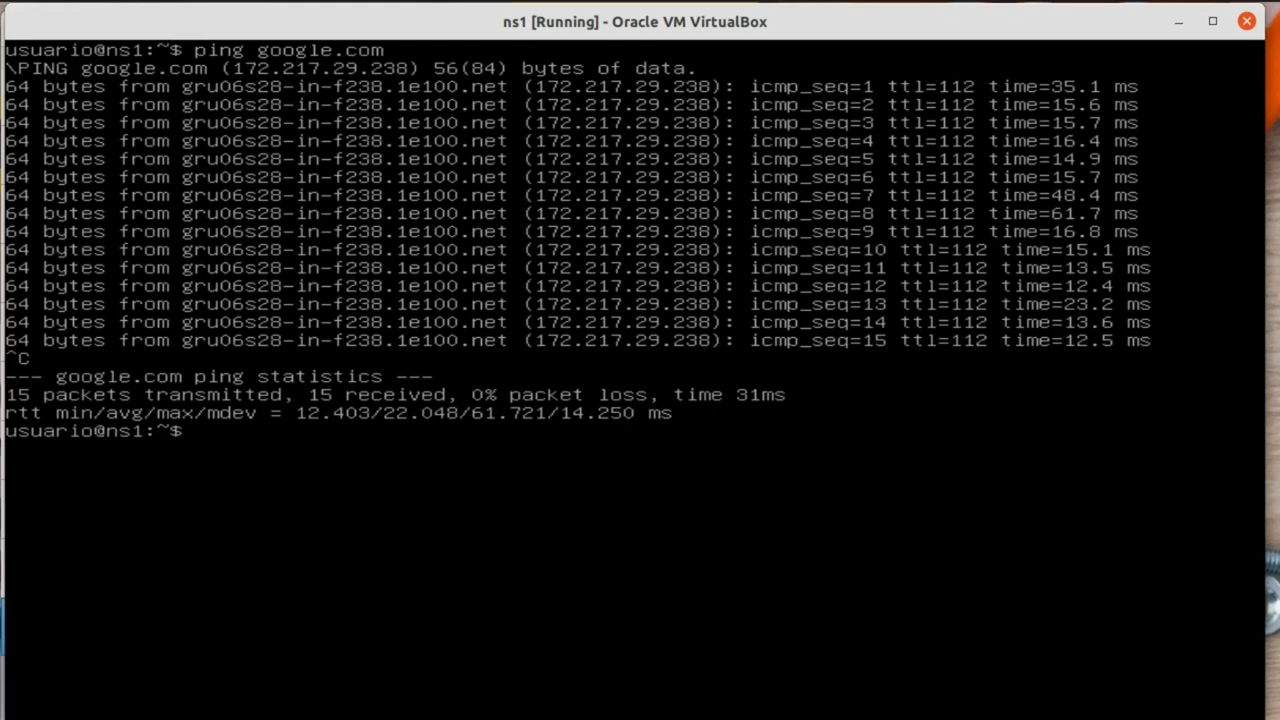 ns1 [Running] - Oracle VM VirtualBox
usuario@ns1:~$ ping google.com
\PING google.com (172.217.29.238) 56(84) bytes of data.
64 bytes from gru06s28-in-f238.1e100.net (172.217.29.238): icmp_seq=1 ttl=112 time=35.1 ms
64 bytes from gru06s28-in-f238.1e100.net (172.217.29.238): icmp_seq=2 ttl=112 time=15.6 ms
64 bytes from gru06s28-in-f238.1e100.net (172.217.29.238): icmp_seq=3 ttl=112 time=15.7 ms
64 bytes from gru06s28-in-f238.1e100.net (172.217.29.238): icmp_seq=4 ttl=112 time=16.4 ms
64 bytes from gru06s28-in-f238.1e100.net (172.217.29.238): icmp_seq=5 ttl=112 time=14.9 ms
64 bytes from gru06s28-in-f238.1e100.net (172.217.29.238): icmp_seq=6 ttl=112 time=15.7 ms
64 bytes from gru06s28-in-f238.1e100.net (172.217.29.238): icmp_seq=7 ttl=112 time=48.4 ms
64 bytes from gru06s28-in-f238.1e100.net (172.217.29.238): icmp_seq=8 ttl=112 time=61.7 ms
64 bytes from gru06s28-in-f238.1e100.net (172.217.29.238): icmp_seq=9 ttl=112 time=16.8 ms
64 bytes from gru06s28-in-f238.1e100.net (172.217.29.238): icmp_seq=10 ttl=112 time=15.1 ms
64 bytes from gru06s28-in-f238.1e100.net (172.217.29.238): icmp_seq=11 ttl=112 time=13.5 ms
64 bytes from gru06s28-in-f238.1e100.net (172.217.29.238): icmp_seq=12 ttl=112 time=12.4 ms
64 bytes from gru06s28-in-f238.1e100.net (172.217.29.238): icmp_seq=13 ttl=112 time=23.2 ms
64 bytes from gru06s28-in-f238.1e100.net (172.217.29.238): icmp_seq=14 ttl=112 time=13.6 ms
64 bytes from gru06s28-in-f238.1e100.net (172.217.29.238): icmp_seq=15 ttl=112 time=12.5 ms
^C
--- google.com ping statistics ---
15 packets transmitted, 15 received, 0% packet loss, time 31ms
rtt min/avg/max/mdev = 12.403/22.048/61.721/14.250 ms
usuario@ns1:~$